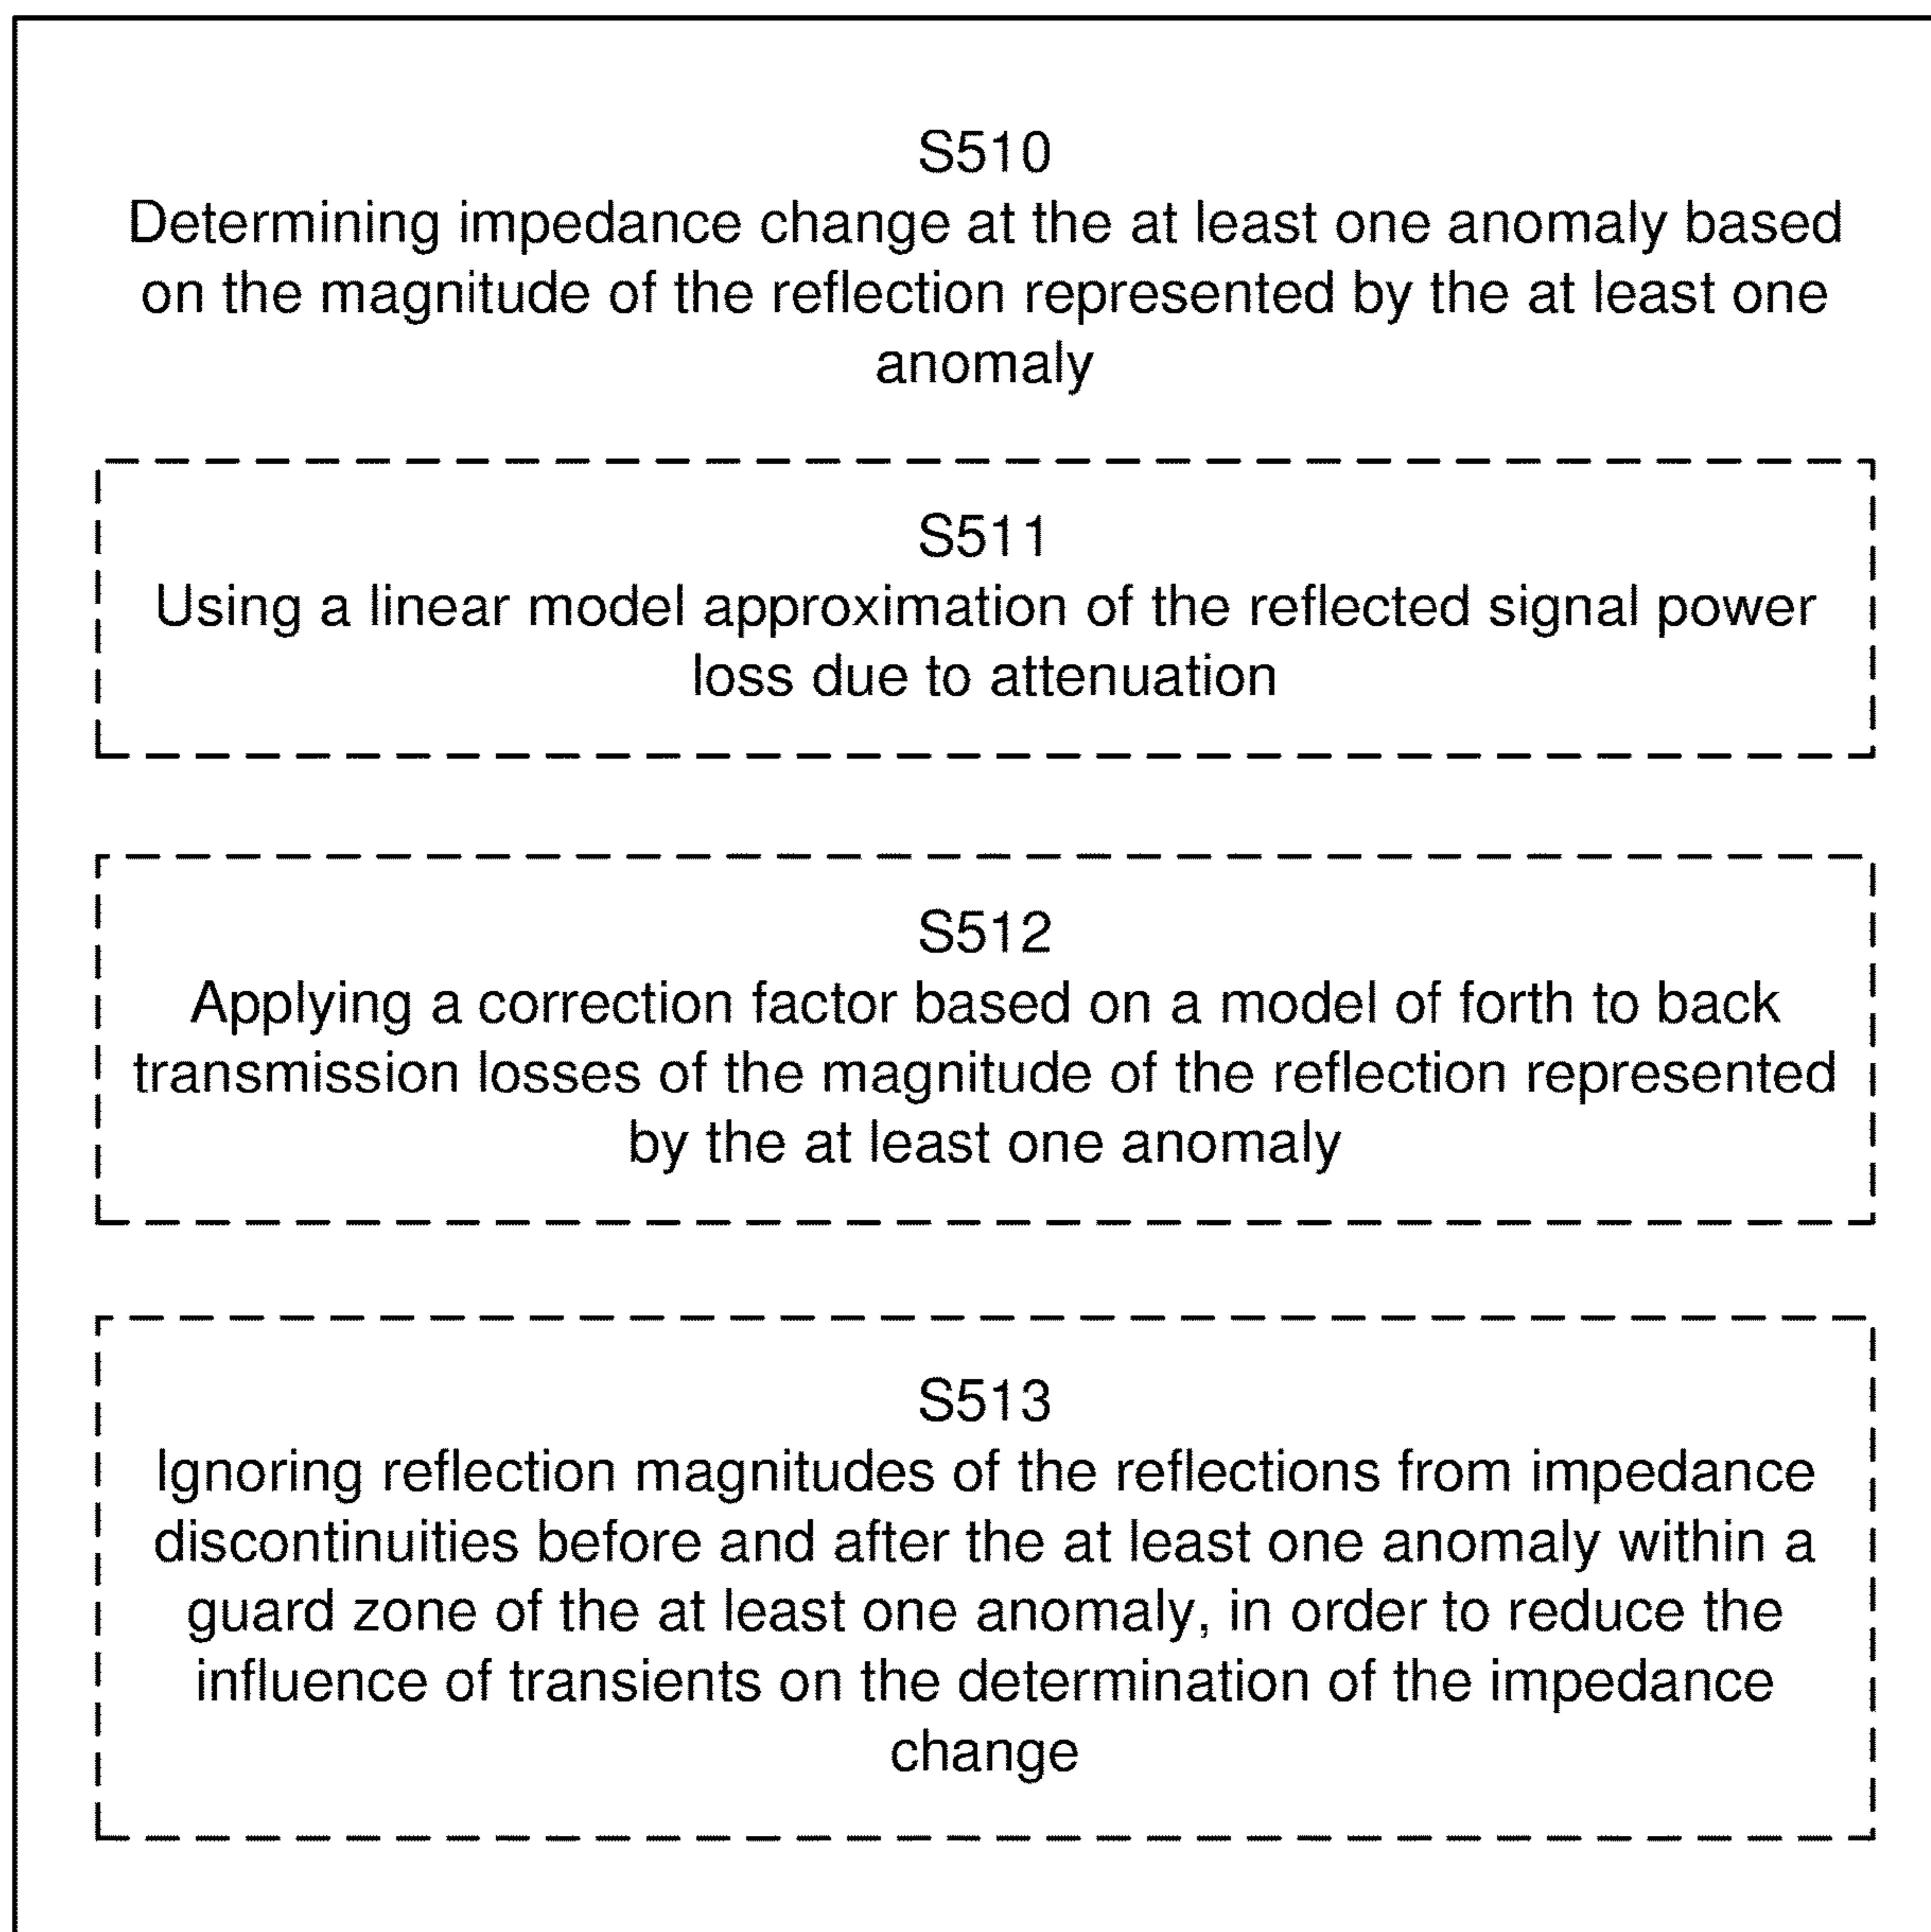 S510
Determining impedance change at the at least one anomaly based
on the magnitude of the reflection represented by the at least one
anomaly
S511
Using a linear model approximation of the reflected signal power
loss due to attenuation
S512
Applying a correction factor based on a model of forth to back
transmission losses of the magnitude of the reflection represented
by the at least one anomaly
S513
Ignoring reflection magnitudes of the reflections from impedance
discontinuities before and after the at least one anomaly within a
guard zone of the at least one anomaly, in order to reduce the
influence of transients on the determination of the impedance
change